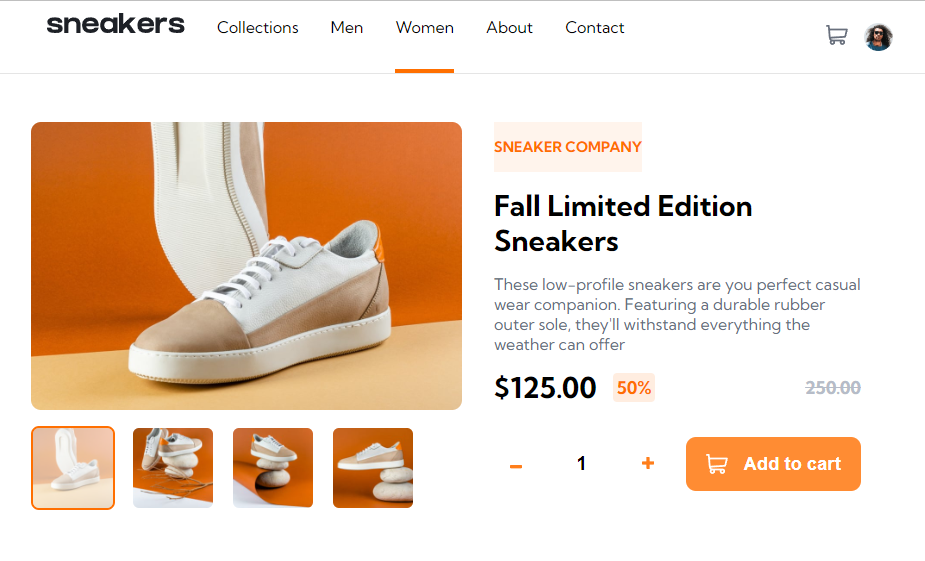 sneakers
Collections
Men
Women
About
Contact
SNEAKER COMPANY
Fall Limited Edition
Sneakers
These low-profile sneakers are you perfect casual
wear companion. Featuring a durable rubber
outer sole, they'll withstand everything the
weather can offer
$125.00
50%
250.00
1
Add to cart